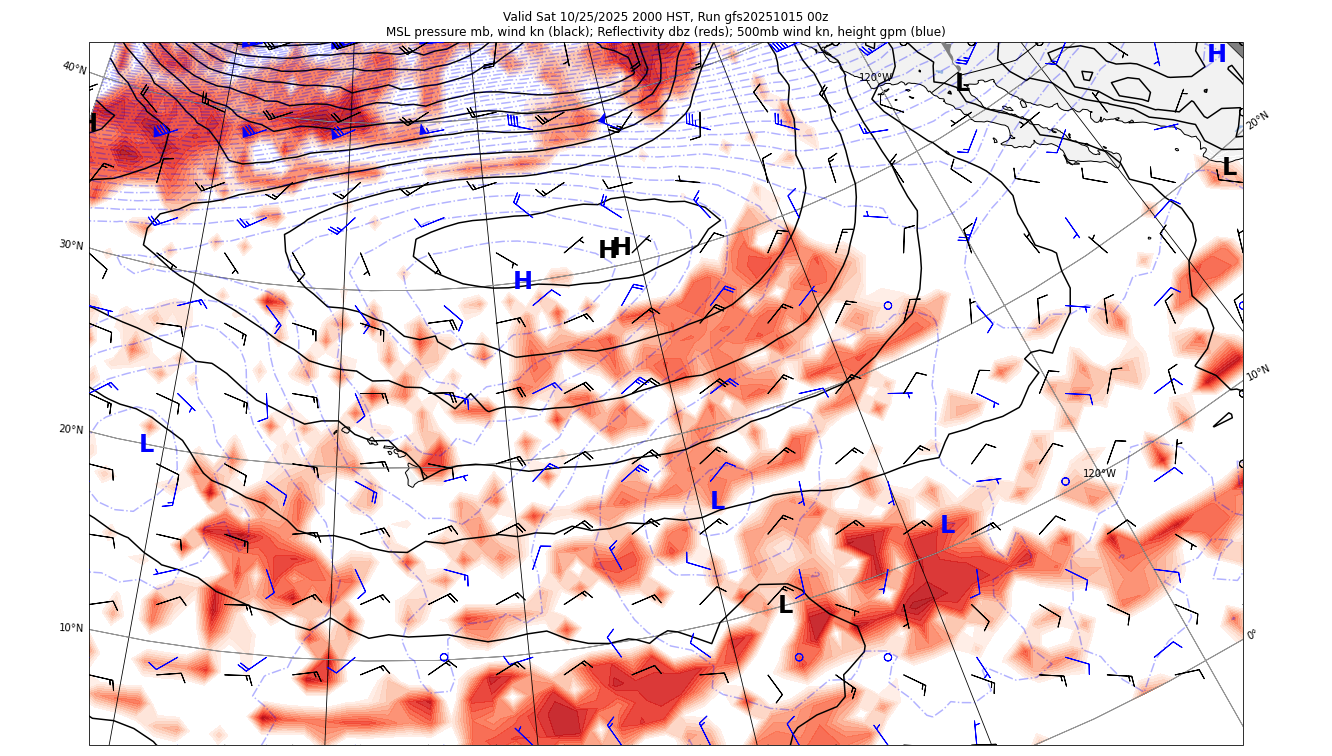 Valid Sat 10/25/2025 2000 HST, Run gfs20251015 00z
MSL pressure mb, wind kn (black); Reflectivity dbz (reds); 500mb wind kn, height gpm (blue)
H
40°N
120°W
L
H
20°N
L
30°N
HH
H
10°N
20°N
L
120°W
L
L
L
10°N
0°